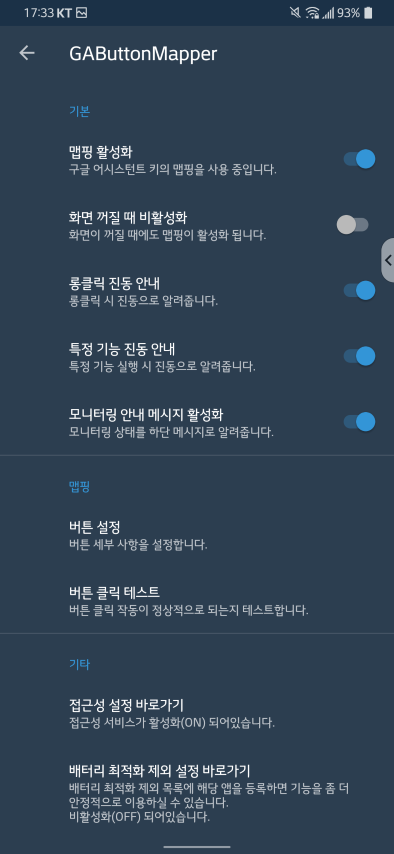 17:33 KT 93%
GAButtonMapper
기본
맵핑 활성화
구글 어시스턴트 키의 맵핑을 사용 중입니다.
화면 꺼질 때 비활성화
화면이 꺼질 때에도 맵핑이 활성화 됩니다.
롱클릭 진동 안내
롱클릭 시 진동으로 알려줍니다.
특정 기능 진동 안내
특정 기능 실행 시 진동으로 알려줍니다.
모니터링 안내 메시지 활성화
모니터링 상태를 하단 메시지로 알려줍니다.
맵핑
버튼 설정
버튼 세부 사항을 설정합니다.
버튼 클릭 테스트
버튼 클릭 작동이 정상적으로 되는지 테스트합니다.
기타
접근성 설정 바로가기
접근성 서비스가 활성화(ON) 되어있습니다.
배터리 최적화 제외 설정 바로가기
배터리 최적화 제외 목록에 해당 앱을 등록하면 기능을 좀 더
안정적으로 이용하실 수 있습니다.
비활성화(OFF) 되어있습니다.